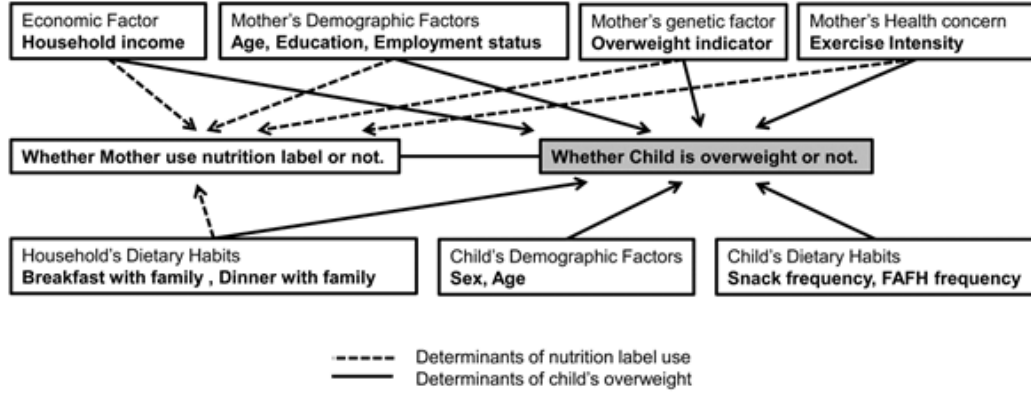 Economic Factor
Household income
Mother's Demographic Factors
Age, Education, Employment status
Mother's genetic factor
Overweight indicator
Mother's Health concern
Exercise Intensity
Whether Mother use nutrition label or not.
Whether Child is overweight or not.
Household's Dietary Habits
Breakfast with family , Dinner with family
Child's Demographic Factors
Sex, Age
Child's Dietary Habits
Snack frequency, FAFH frequency
Determinants of nutrition label use
Determinants of child's overweight